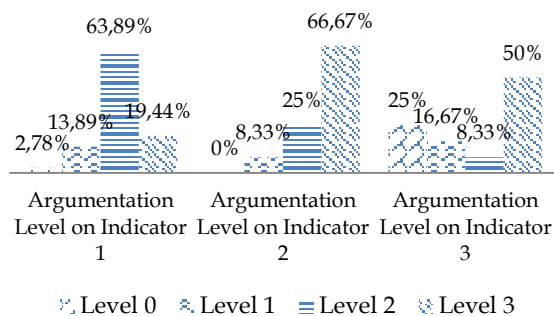 63,89%
66,67%
50%
13,89%
19,44%
25%
25%
16,67%
2,78%
0%
8,33%
8,33%
Argumentation
Level on Indicator
1
Argumentation
Level on Indicator
2
Argumentation
Level on Indicator
3
Level 0
Level 1
Level 2
Level 3